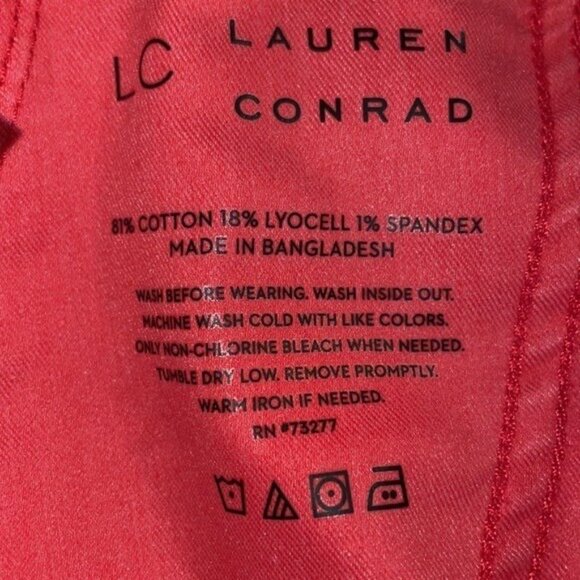 LC LAUREN
CONRAD
81% COTTON 18% LYOCELL 1% SPANDEX
MADE IN BANGLADESH
WASH BEFORE WEARING. WASH INSIDE OUT.
MACHINE WASH COLD WITH LIKE COLORS.
ONLY NON-CHLORINE BLEACH WHEN NEEDED.
TUMBLE DRY LOW. REMOVE PROMPTLY.
WARM IRON IF NEEDED.
RN #73277